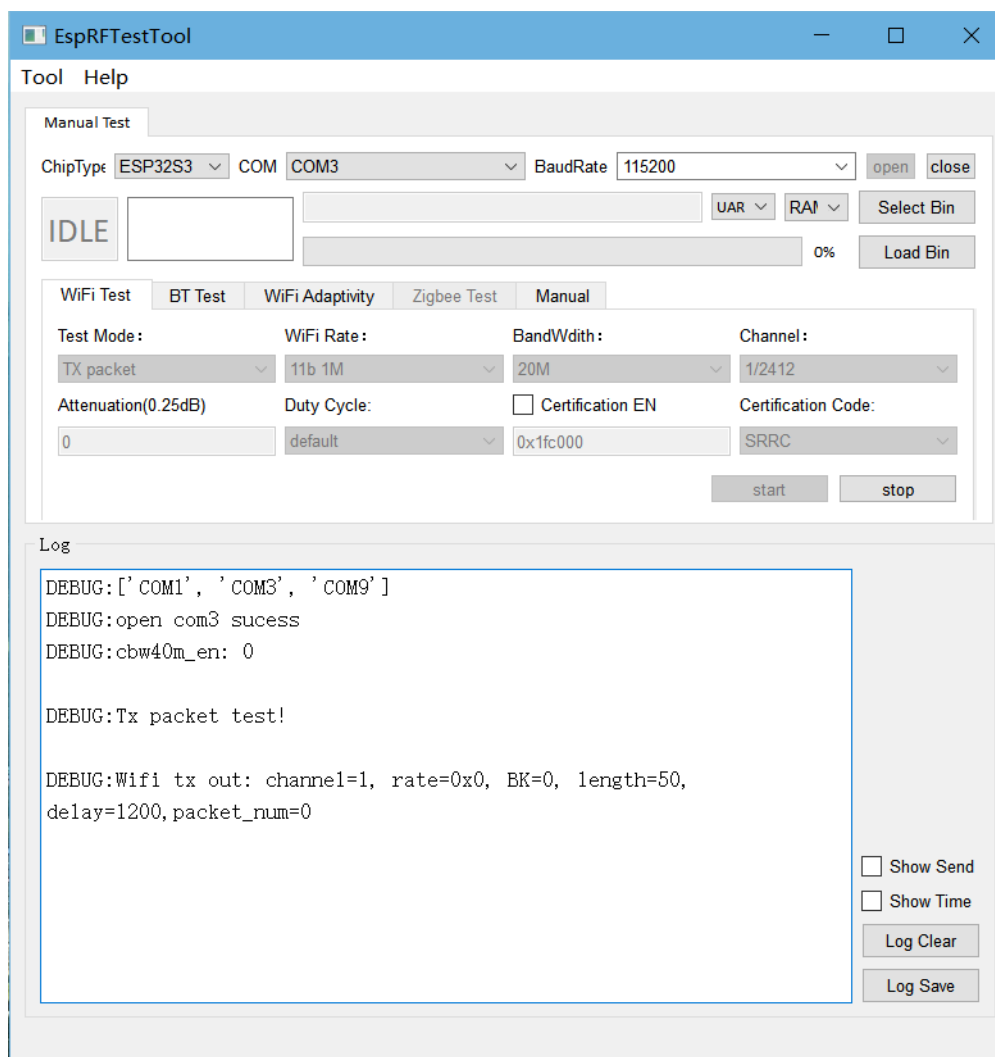 EspRFTestTool
Tool Help
Manual Test
ChipType ESP32S3 COM COM3 BaudRate 115200 open close
IDLE UAR RAM Select Bin
0% Load Bin
WiFi Test BT Test WiFi Adaptivity Zigbee Test Manual
Test Mode: WiFi Rate: BandWdith: Channel:
TX packet 11b 1M 20M 1/2412
Attenuation(0.25dB) Duty Cycle: Certification EN Certification Code:
0 default 0x1fc000 SRRC
start stop
Log
DEBUG:['COM1', 'COM3', 'COM9']
DEBUG:open com3 sucess
DEBUG:cbw40m_en: 0
DEBUG:Tx packet test!
DEBUG:Wifi tx out: channel=1, rate=0x0, BK=0, length=50,
delay=1200,packet_num=0
Show Send
Show Time
Log Clear
Log Save